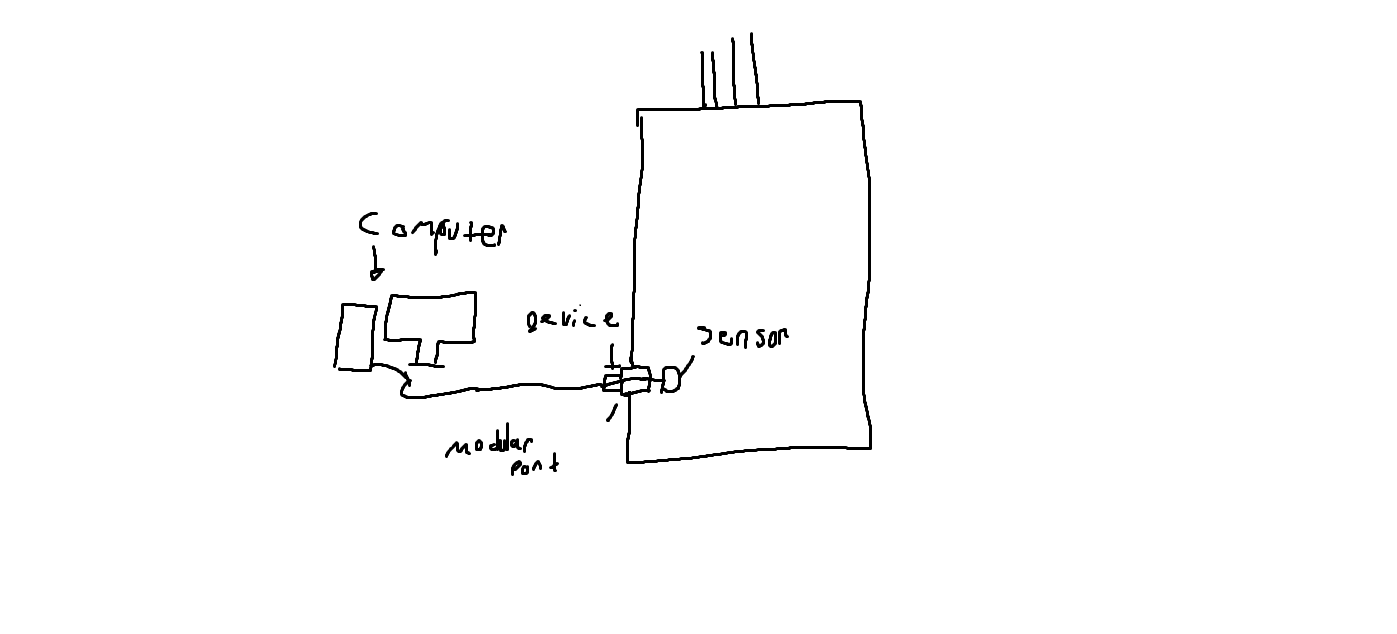 Computer
Device
Sensor
modular
port